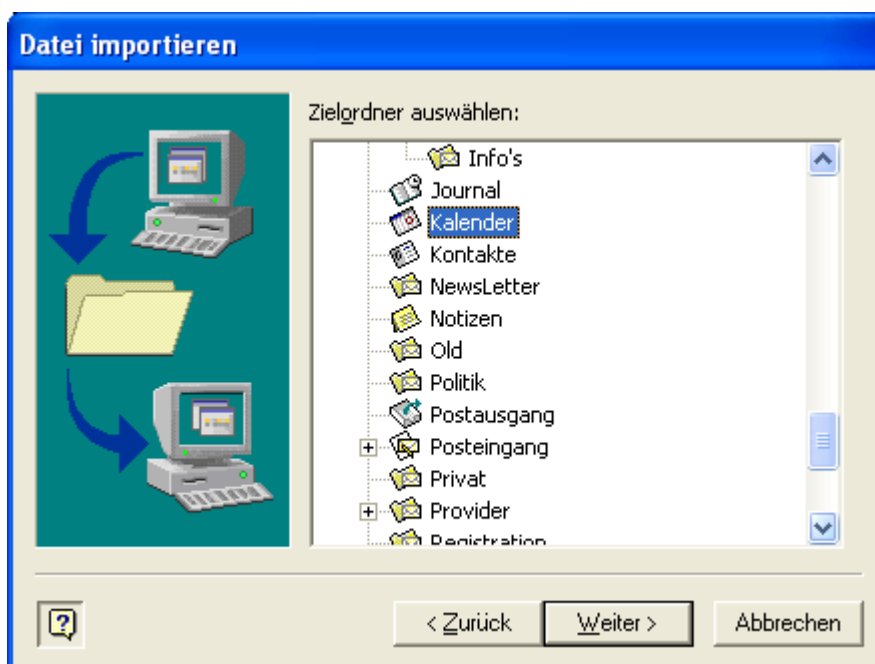 Datei importieren
Zielordner auswählen:
Info's
Journal
Kalender
Kontakte
NewsLetter
Notizen
Old
Politik
Postausgang
Posteingang
Privat
Provider
Registration
< Zurück
Weiter >
Abbrechen